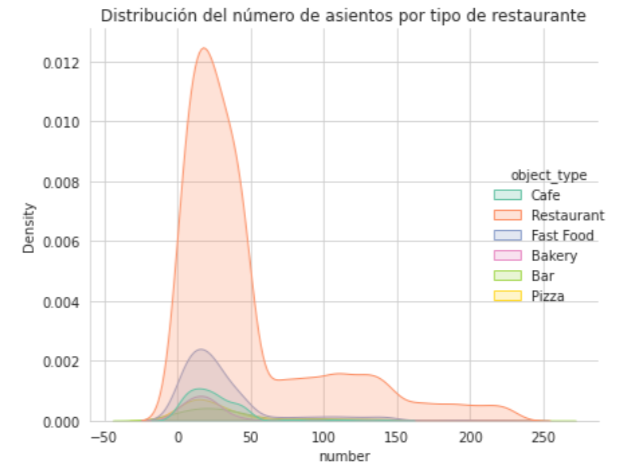 Distribución del número de asientos por tipo de restaurante
0.012
0.010
0.008
0.006
0.004
0.002
0.000
Density
−50 0 50 100 150 200 250
number
object_type
Cafe
Restaurant
Fast Food
Bakery
Bar
Pizza